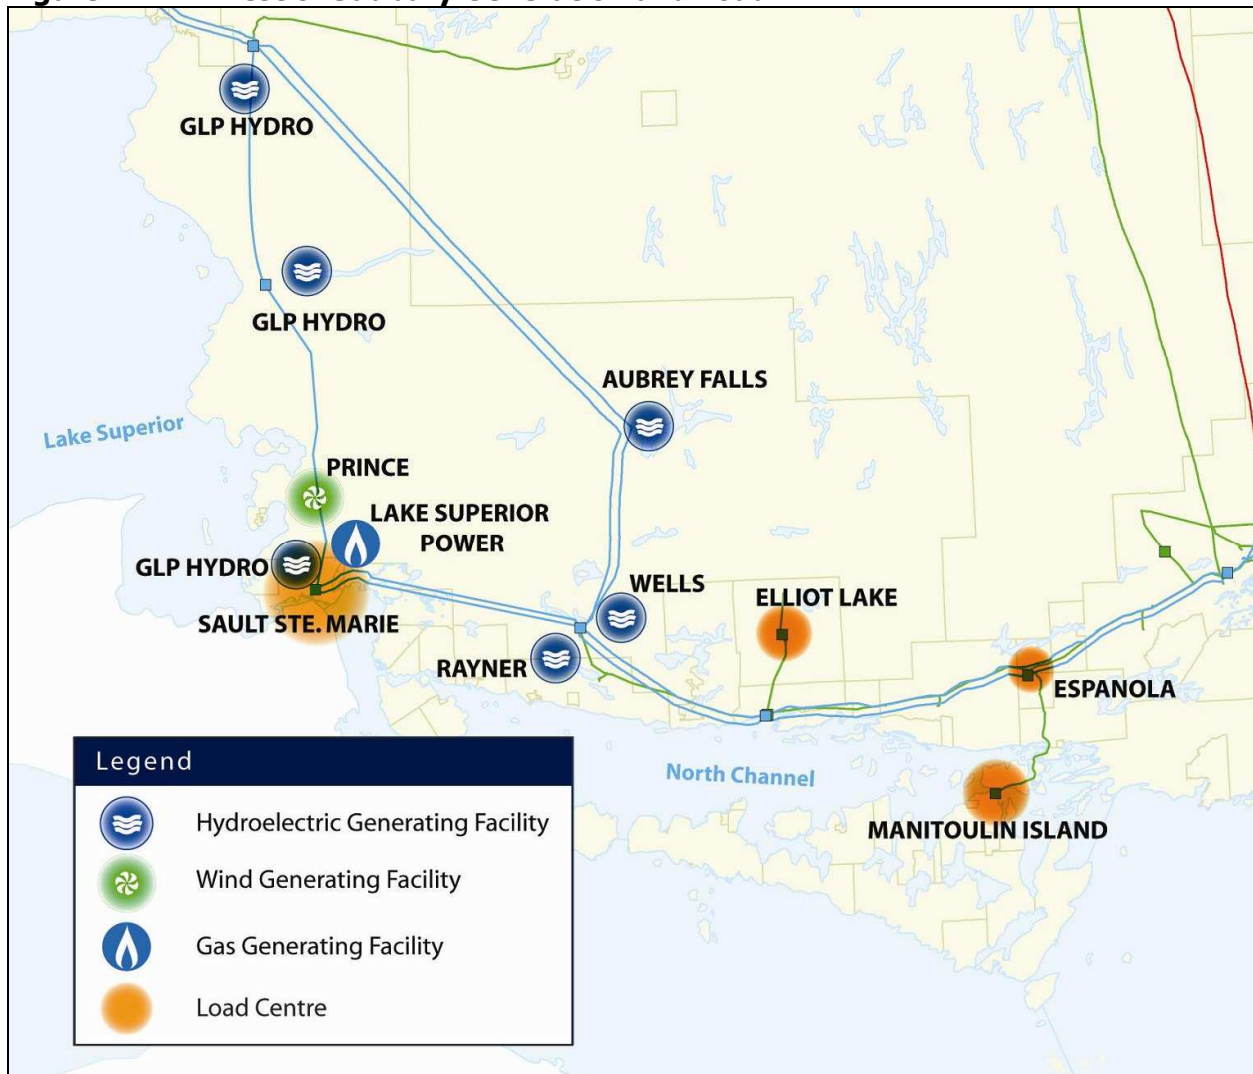 GLP HYDRO
GLP HYDRO
AUBREY FALLS
Lake Superior
PRINCE
LAKE SUPERIOR
POWER
GLP HYDRO
WELLS
ELLIOT LAKE
SAULT STE. MARIE
RAYNER
ESPANOLA
North Channel
MANITOULIN ISLAND
Legend
Hydroelectric Generating Facility
Wind Generating Facility
Gas Generating Facility
Load Centre